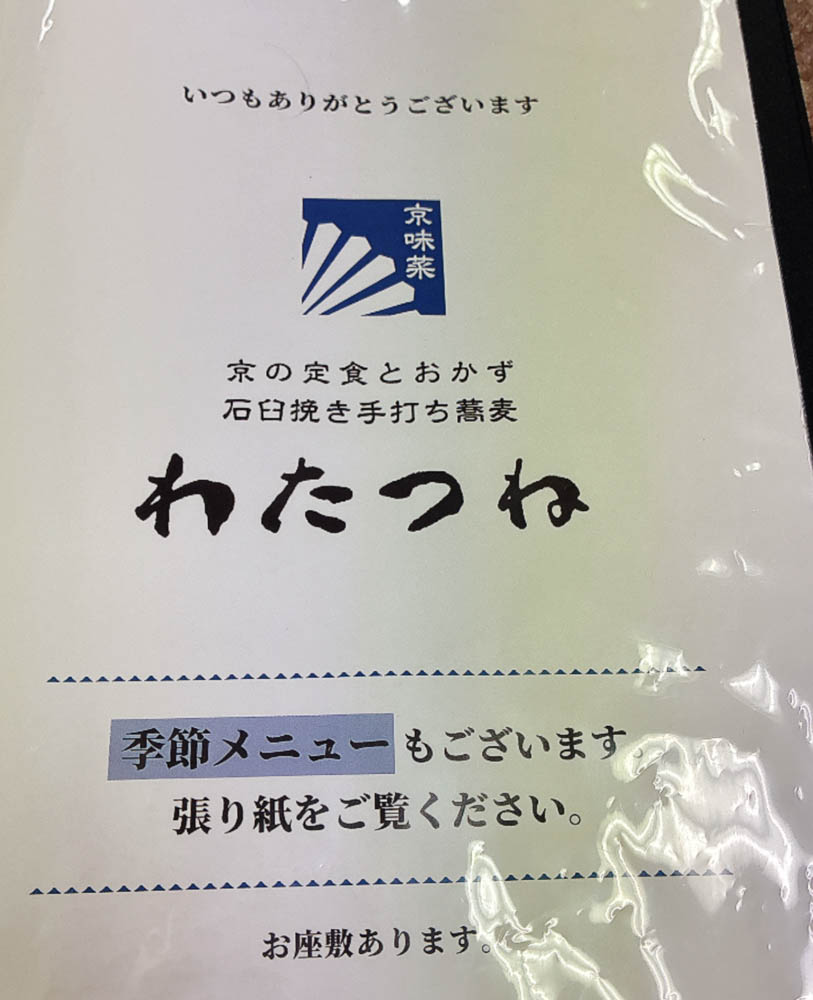 いつもありがとうございます
京味菜
京の定食とおかず
石臼挽き手打ち蕎麦
わたつね
季節メニューもございます。
張り紙をご覧ください。
お座敷あります。